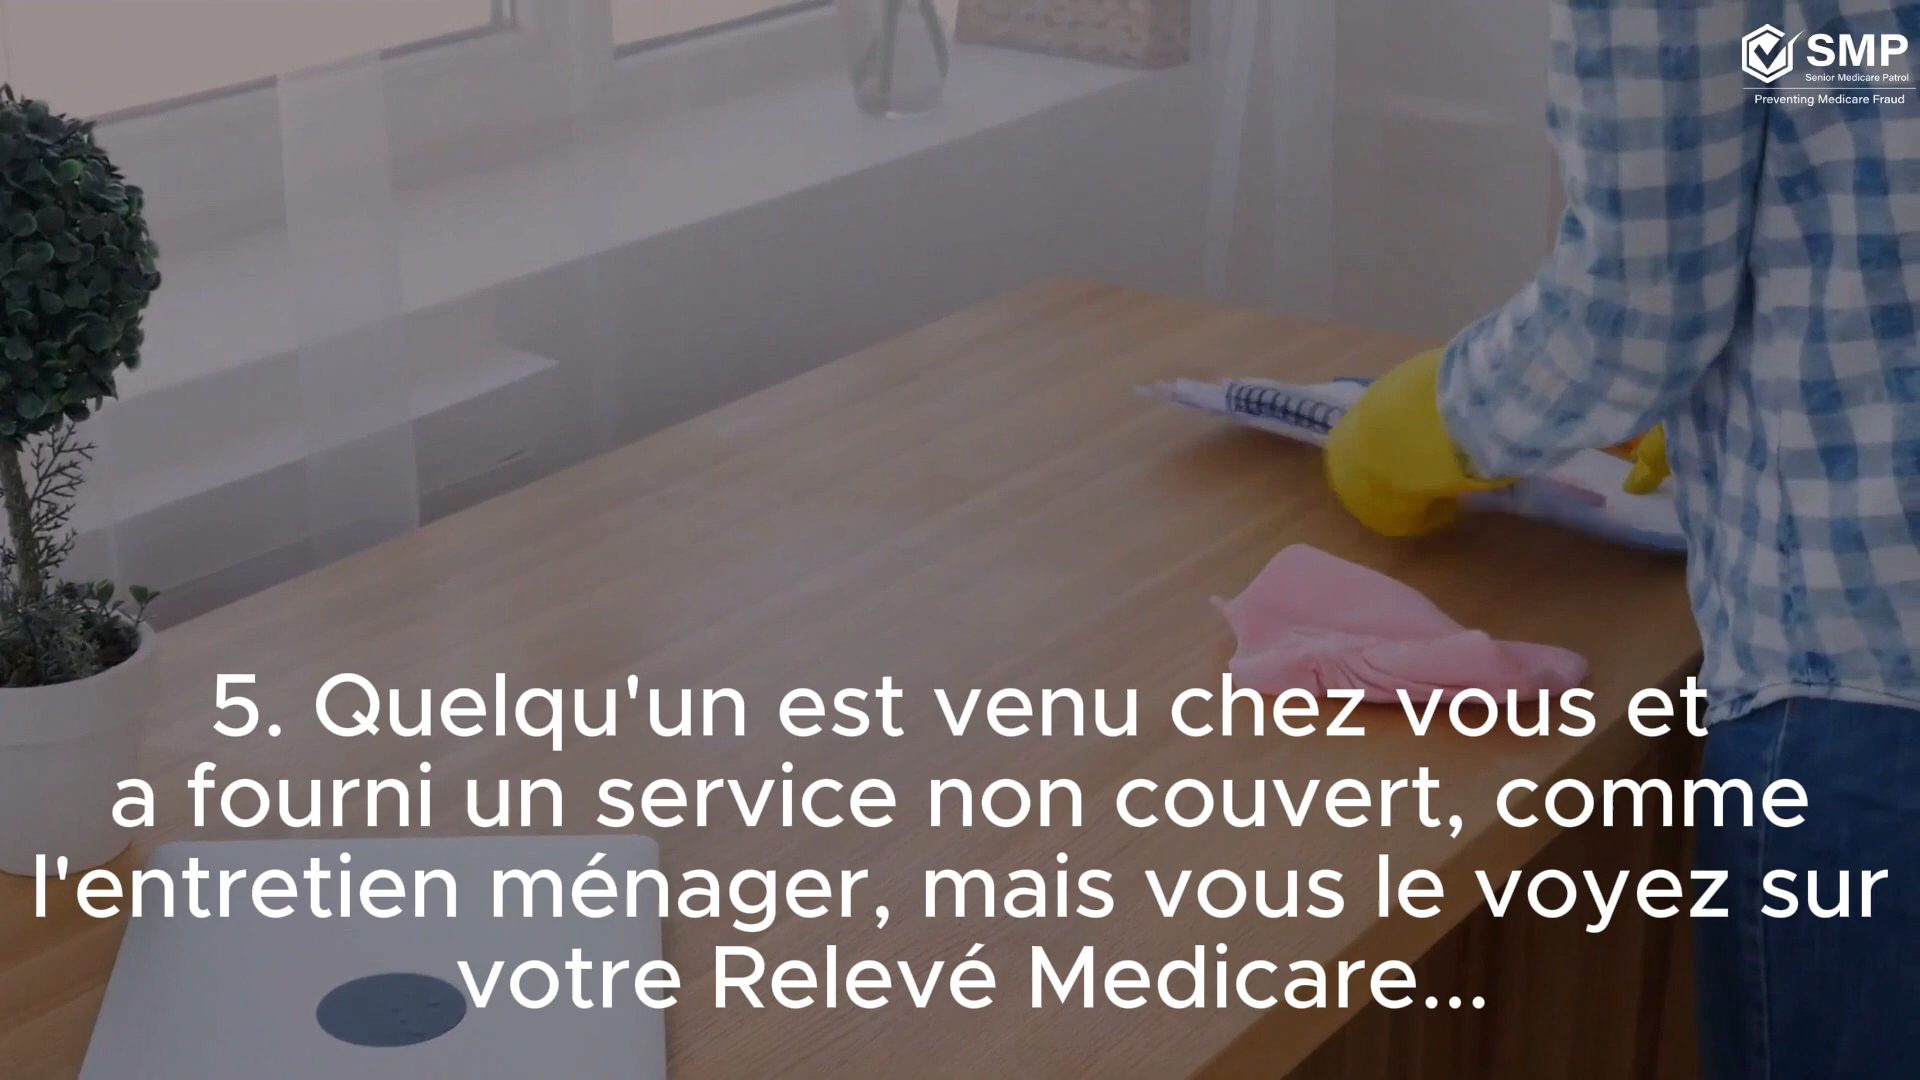 SMP
Senior Medicare Patrol
Preventing Medicare Fraud
5. Quelqu'un est venu chez vous et
a fourni un service non couvert, comme
l'entretien ménager, mais vous le voyez sur
votre Relevé Medicare...